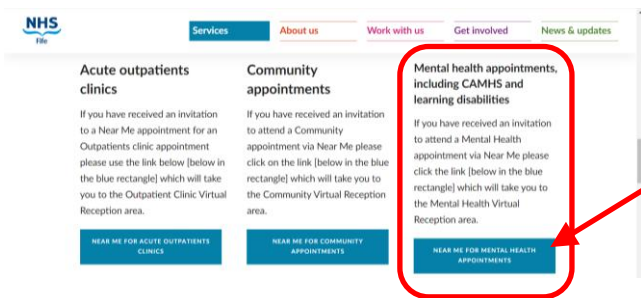 NHS
Fife
Services
About us
Work with us
Get involved
News & updates
Acute outpatients
clinics
If you have received an invitation
to a Near Me appointment for an
Outpatients clinic appointment
please use the link below [below in
the blue rectangle] which will take
you to the Outpatient Clinic Virtual
Reception area.
NEAR ME FOR ACUTE OUTPATIENTS
CLINICS
Community
appointments
If you have received an invitation
to attend a Community
appointment via Near Me please
click on the link [below in the blue
rectangle] which will take you to
the Community Virtual Reception
area.
NEAR ME FOR COMMUNITY
APPOINTMENTS
Mental health appointments,
including CAMHS and
learning disabilities
If you have received an invitation
to attend a Mental Health
appointment via Near Me please
click the link [below in the blue
rectangle] which will take you to
the Mental Health Virtual
Reception area.
NEAR ME FOR MENTAL HEALTH
APPOINTMENTS